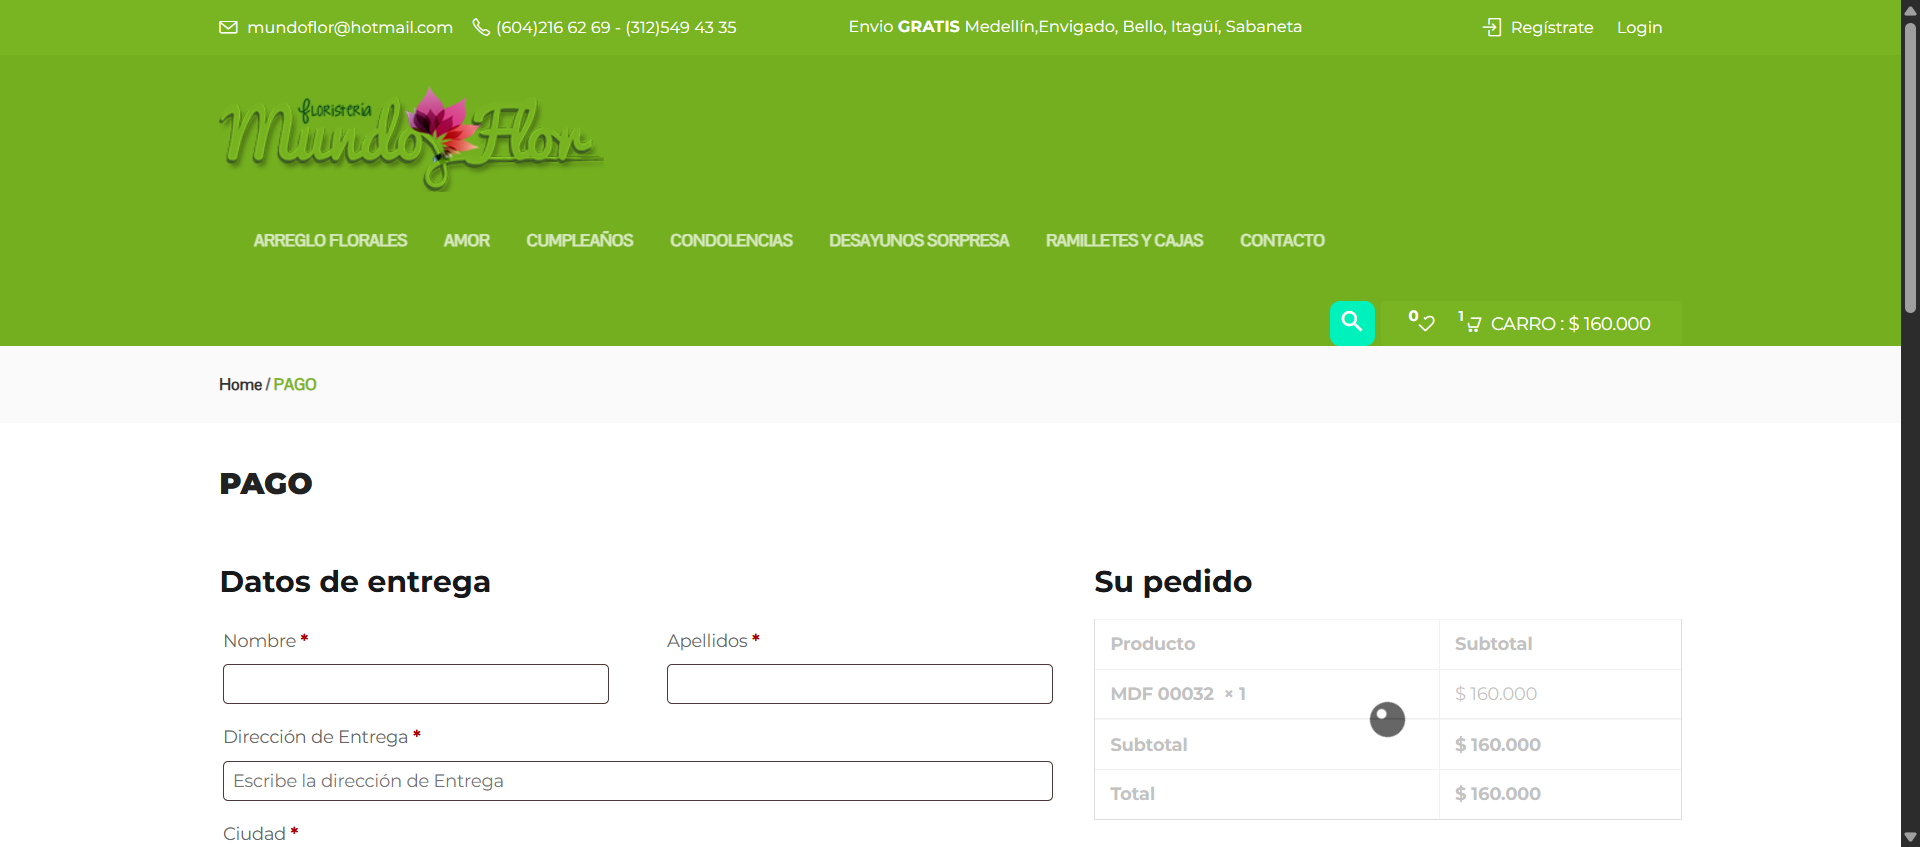 mundoflor@hotmail.com (604)216 62 69 - (312)549 43 35 Envio GRATIS Medellín,Envigado, Bello, Itagüí, Sabaneta Regístrate Login
floristería
Mundo Flor
ARREGLO FLORALES AMOR CUMPLEAÑOS CONDOLENCIAS DESAYUNOS SORPRESA RAMILLETES Y CAJAS CONTACTO
0 1 CARRO : $ 160.000
Home / PAGO
PAGO
Datos de entrega
Nombre *
Apellidos *
Dirección de Entrega *
Escribe la dirección de Entrega
Ciudad *
Su pedido
Producto Subtotal
MDF 00032 × 1 $ 160.000
Subtotal $ 160.000
Total $ 160.000